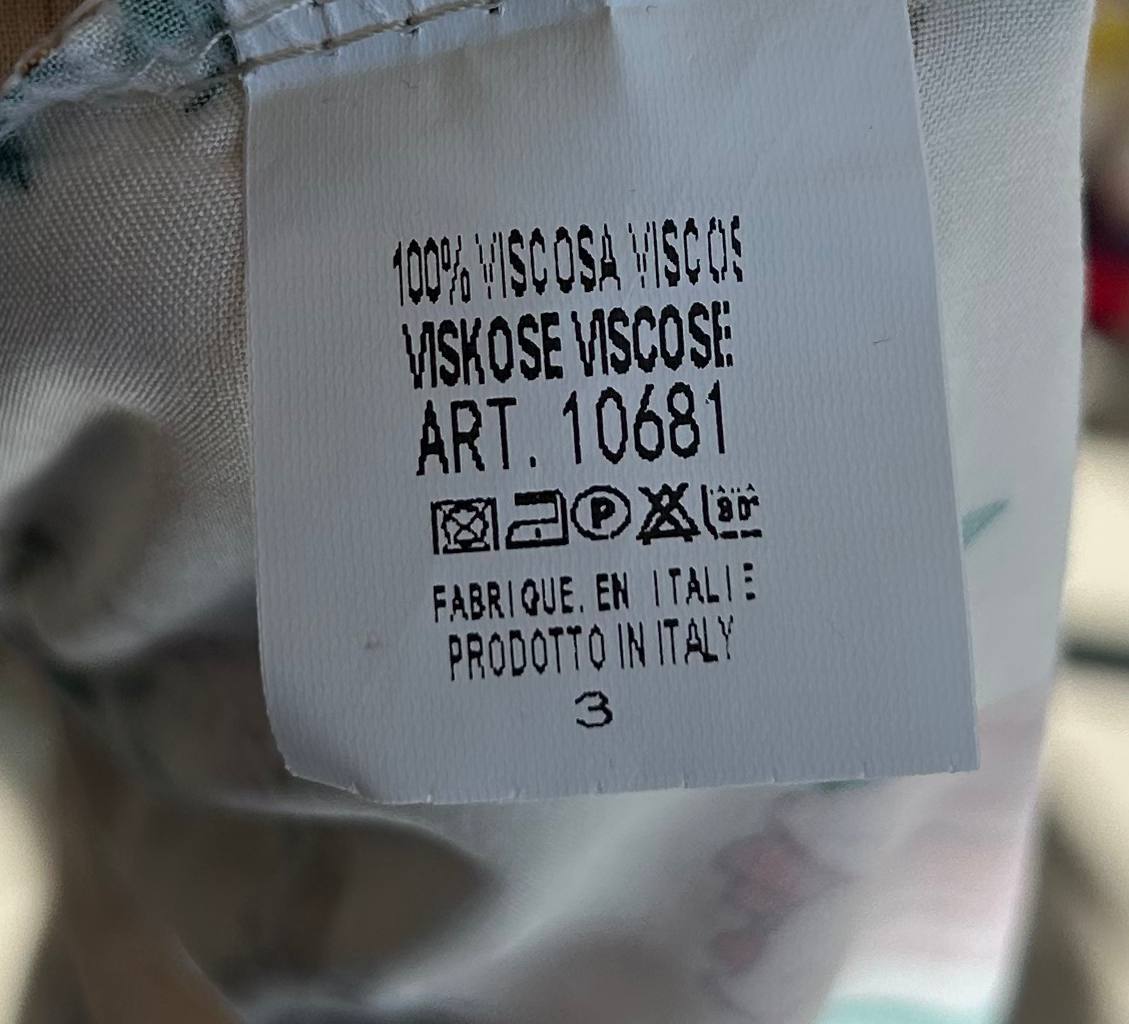 100% VISCOSA VISCOS
VISKOSE VISCOSE
ART. 10681
P
FABRIQUE. EN ITALIE
PRODOTTO IN ITALY
3